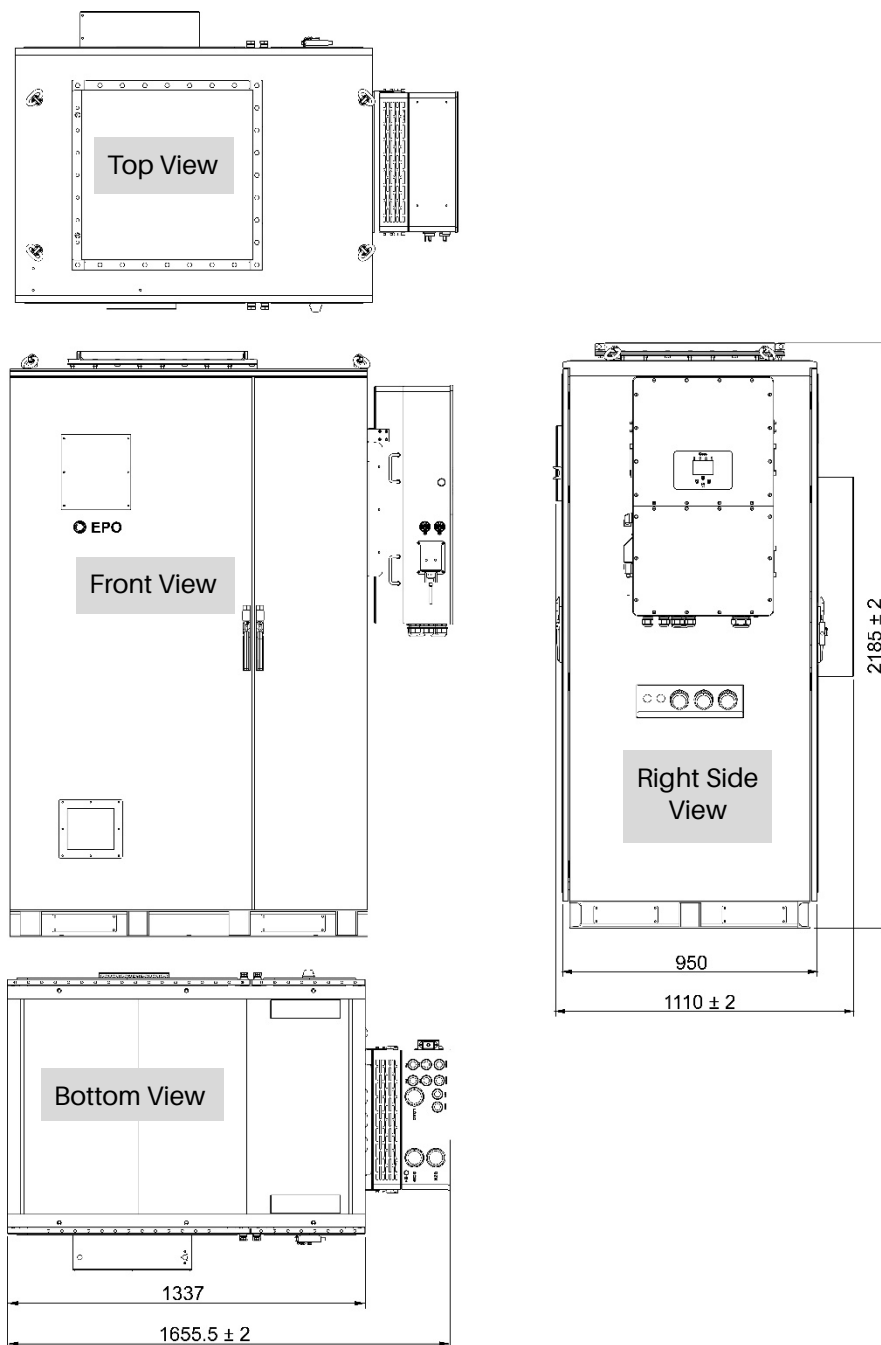 Top View
EPO
Front View
2185 ± 2
Right Side
View
950
1110 ± 2
Bottom View
1337
1655.5 ± 2